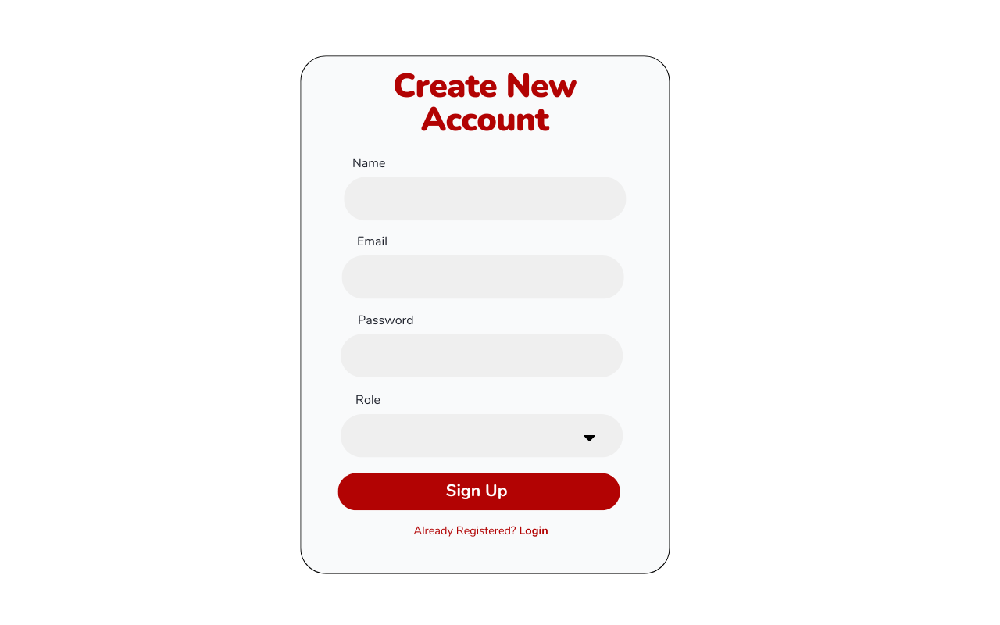 Create New
Account
Name
Email
Password
Role
Sign Up
Already Registered? Login